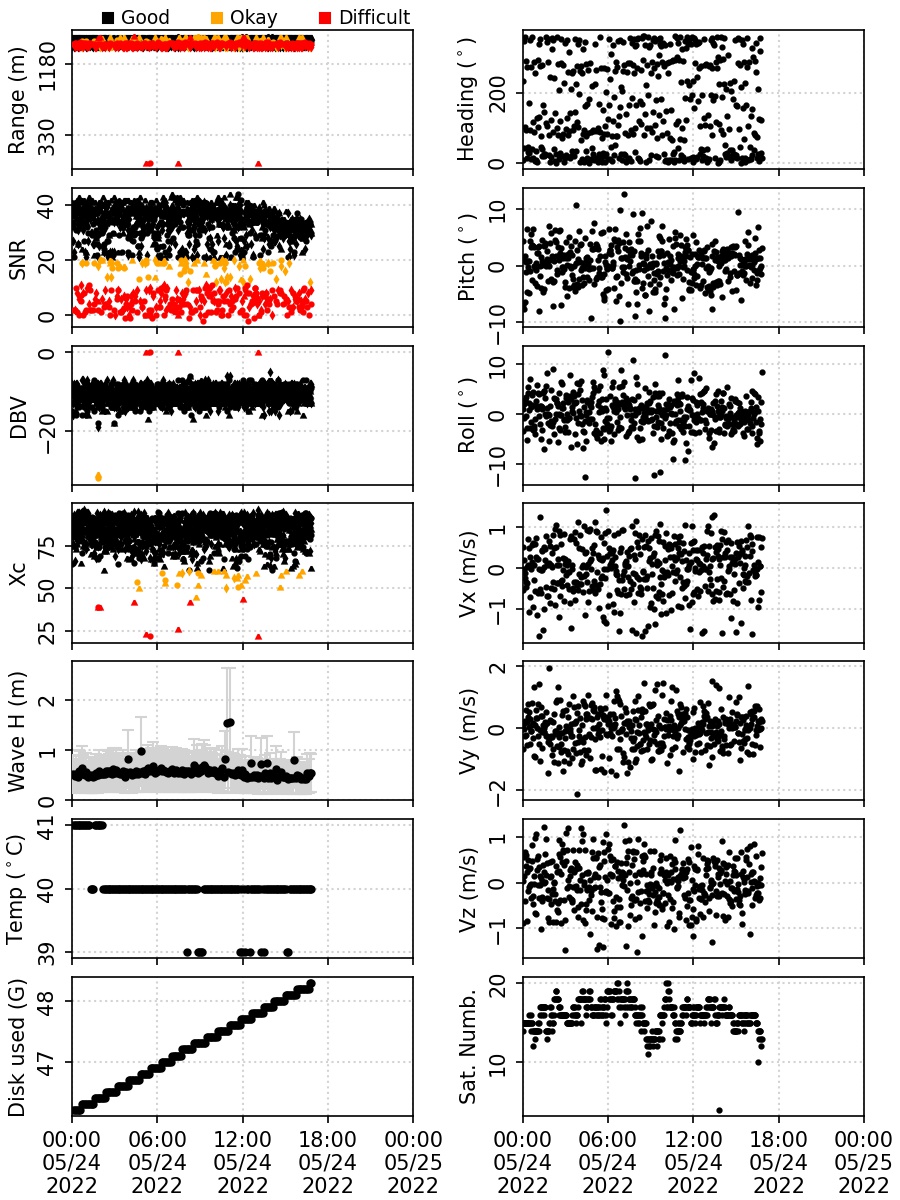 Good Okay Difficult
Range (m)
1180
330
Heading (°)
200
0
SNR
40
20
0
Pitch (°)
10
0
−10
DBV
0
−20
Roll (°)
10
0
−10
Xc
75
50
25
Vx (m/s)
1
0
−1
Wave H (m)
2
1
0
Vy (m/s)
2
0
−2
Temp (°C)
41
40
39
Vz (m/s)
1
0
−1
Disk used (G)
48
47
Sat. Numb.
20
10
00:00 06:00 12:00 18:00 00:00
05/24 05/24 05/24 05/24 05/25
2022 2022 2022 2022 2022
00:00 06:00 12:00 18:00 00:00
05/24 05/24 05/24 05/24 05/25
2022 2022 2022 2022 2022